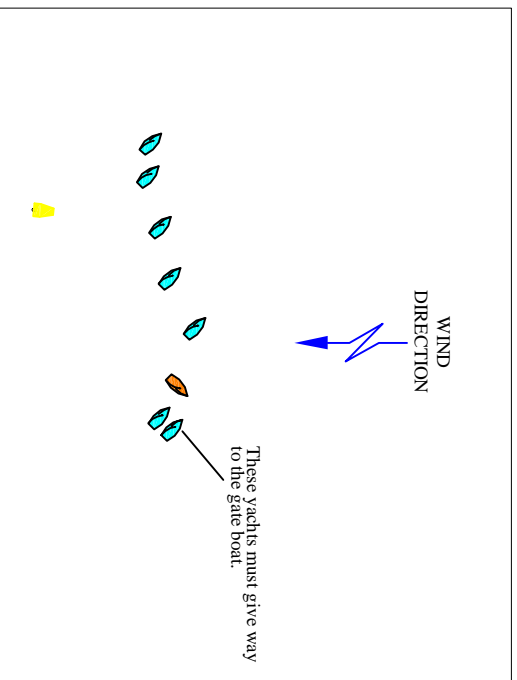 WIND
DIRECTION
These yachts must give way
to the gate boat.